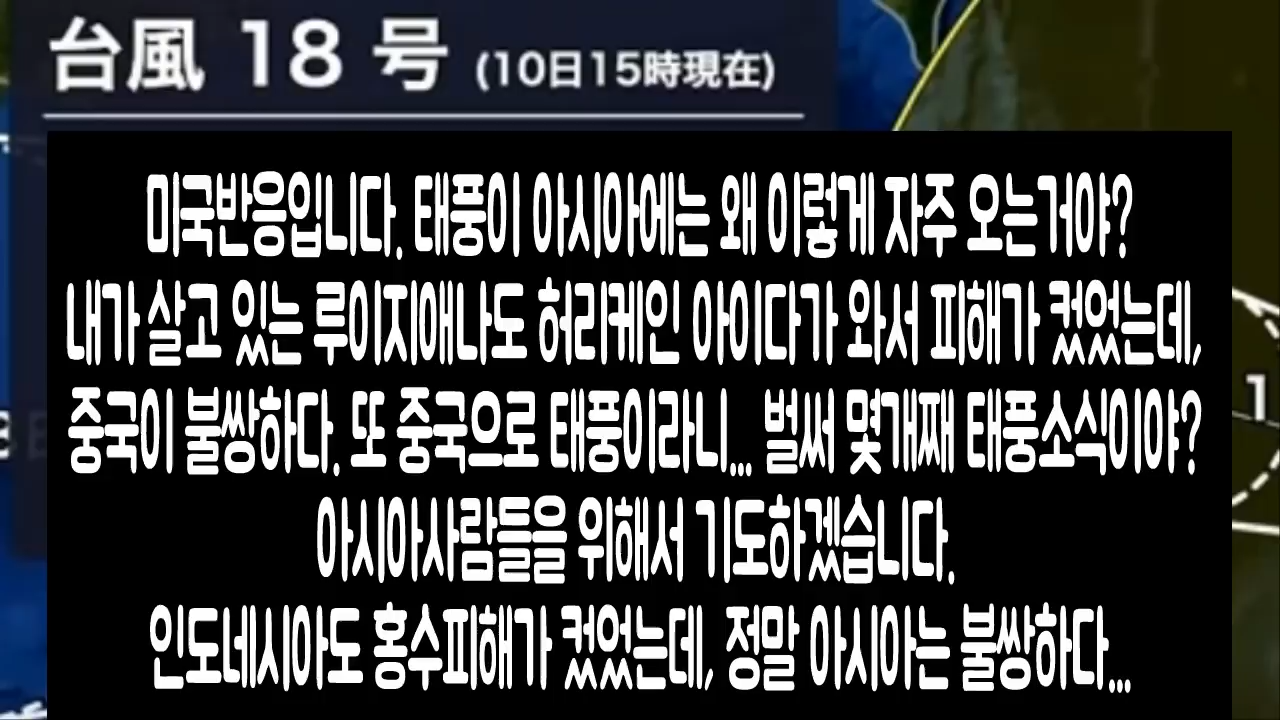 台風 18 号 (10日15時現在)
미국반응입니다. 태풍이 아시아에는 왜 이렇게 자주 오는거야?
내가 살고 있는 루이지애나도 허리케인 아이다가 와서 피해가 컸었는데,
중국이 불쌍하다. 또 중국으로 태풍이라니... 벌써 몇개째 태풍소식이야?
아시아사람들을 위해서 기도하겠습니다.
인도네시아도 홍수피해가 컸었는데, 정말 아시아는 불쌍하다...